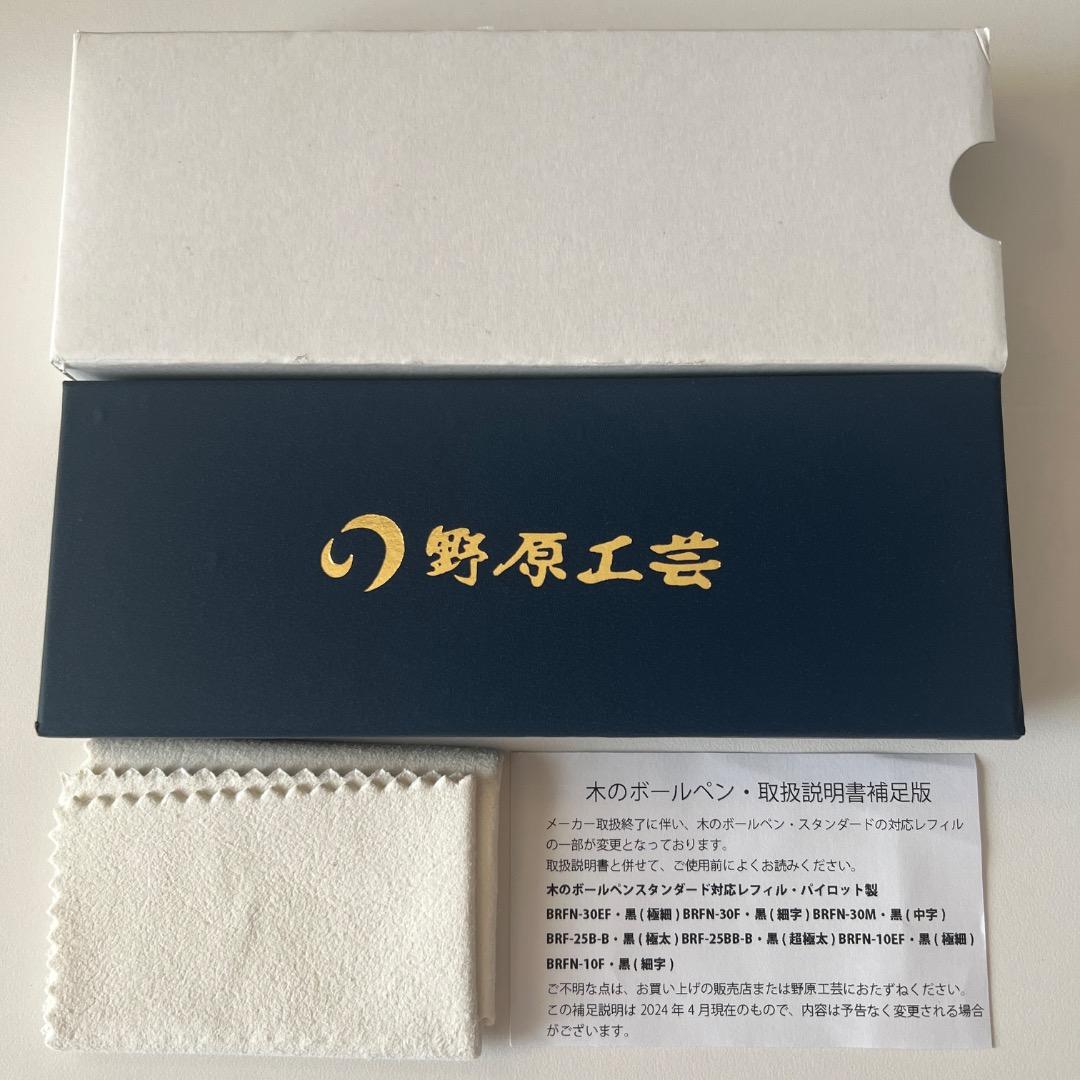 野原工芸
木のボールペン・取扱説明書補足版
メーカー取扱終了に伴い、木のボールペン・スタンダードの対応レフィル
の一部が変更となっております。
取扱説明書と併せて、ご使用前によくお読みください。
木のボールペンスタンダード対応レフィル・パイロット製
BRFN-30EF・黒(極細) BRFN-30F・黒(細字) BRFN-30M・黒(中字)
BRF-25B-B・黒(極太) BRF-25BB-B・黒(超極太) BRFN-10EF・黒(極細)
BRFN-10F・黒(細字)
ご不明な点は、お買い上げの販売店または野原工芸におたずねください。
この補足説明は 2024 年 4 月現在のもので、内容は予告なく変更される場合
がございます。